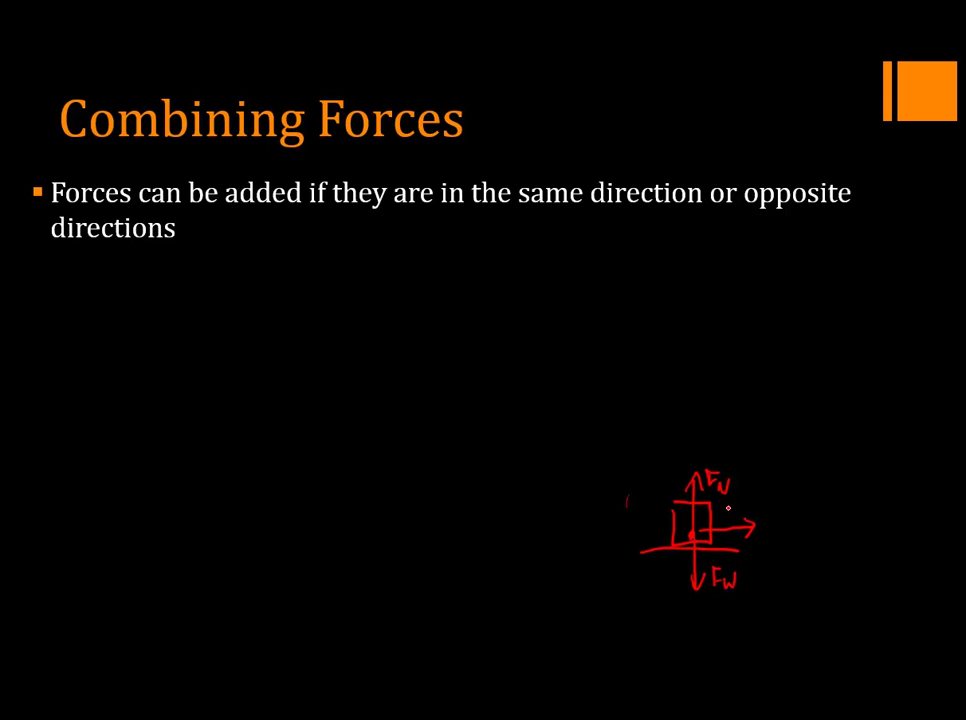 Combining Forces
Forces can be added if they are in the same direction or opposite
directions
FN
FW